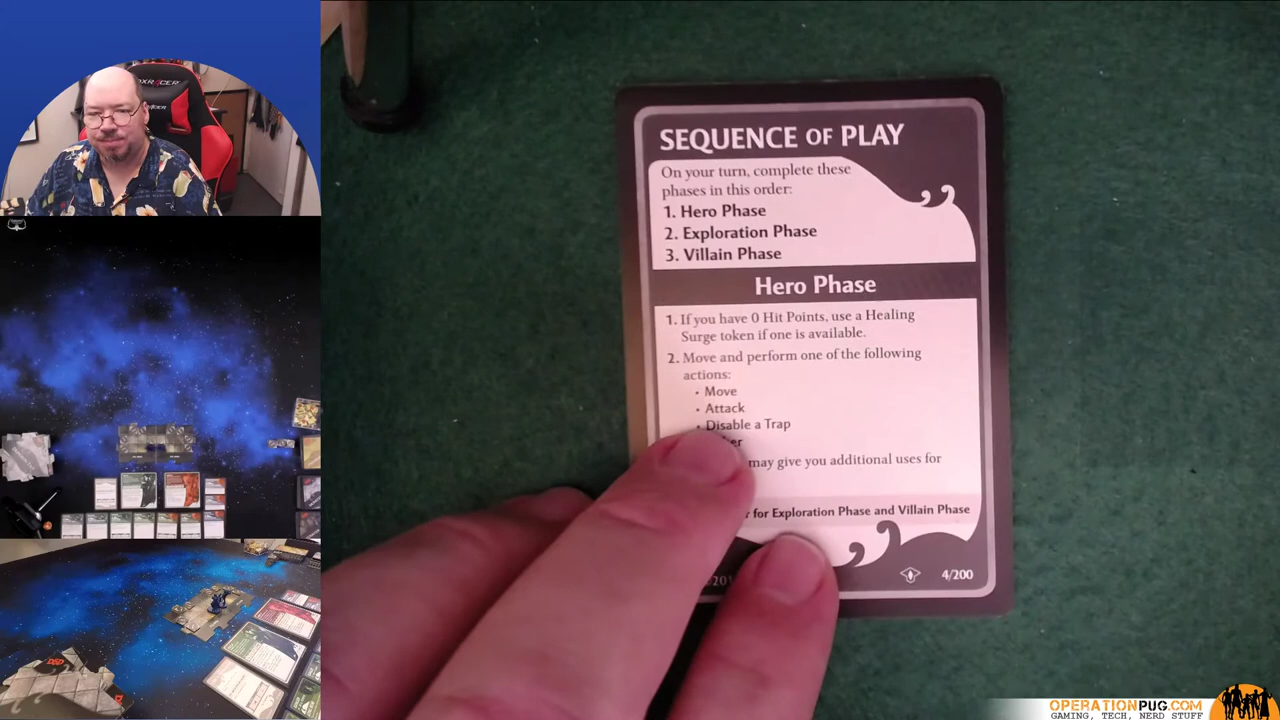 SEQUENCE OF PLAY
On your turn, complete these
phases in this order:
1. Hero Phase
2. Exploration Phase
3. Villain Phase
Hero Phase
1. If you have 0 Hit Points, use a Healing
Surge token if one is available.
2. Move and perform one of the following
actions:
• Move
• Attack
• Disable a Trap
may give you additional uses for
for Exploration Phase and Villain Phase
4/200
OPERATIONPUG.COM
GAMING, TECH, NERD STUFF